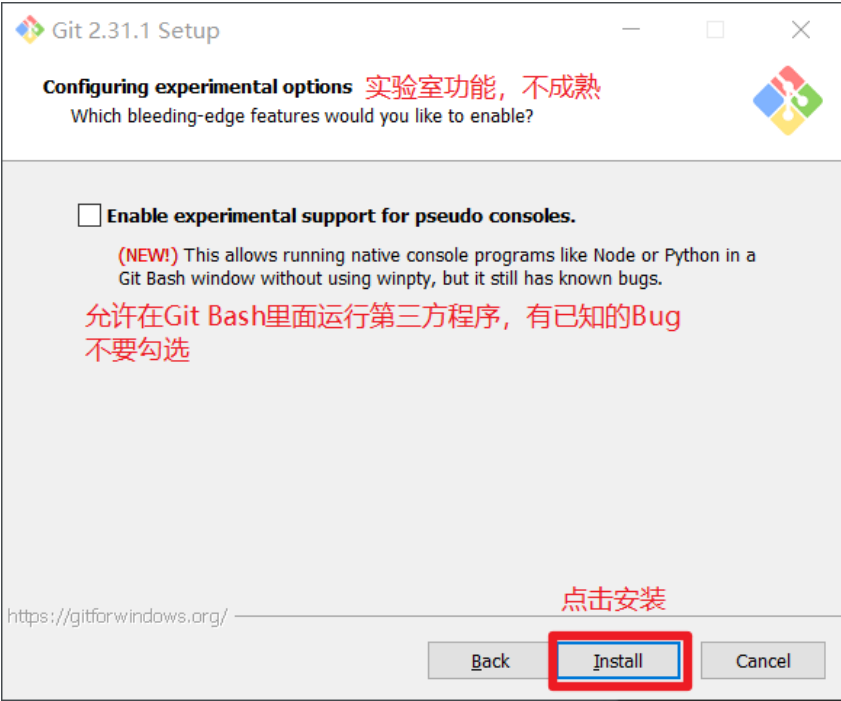 Git 2.31.1 Setup
Configuring experimental options 实验室功能，不成熟
Which bleeding-edge features would you like to enable?
Enable experimental support for pseudo consoles.
(NEW!) This allows running native console programs like Node or Python in a
Git Bash window without using winpty, but it still has known bugs.
允许在Git Bash里面运行第三方程序，有已知的Bug
不要勾选
点击安装
https://gitforwindows.org/
Back Install Cancel